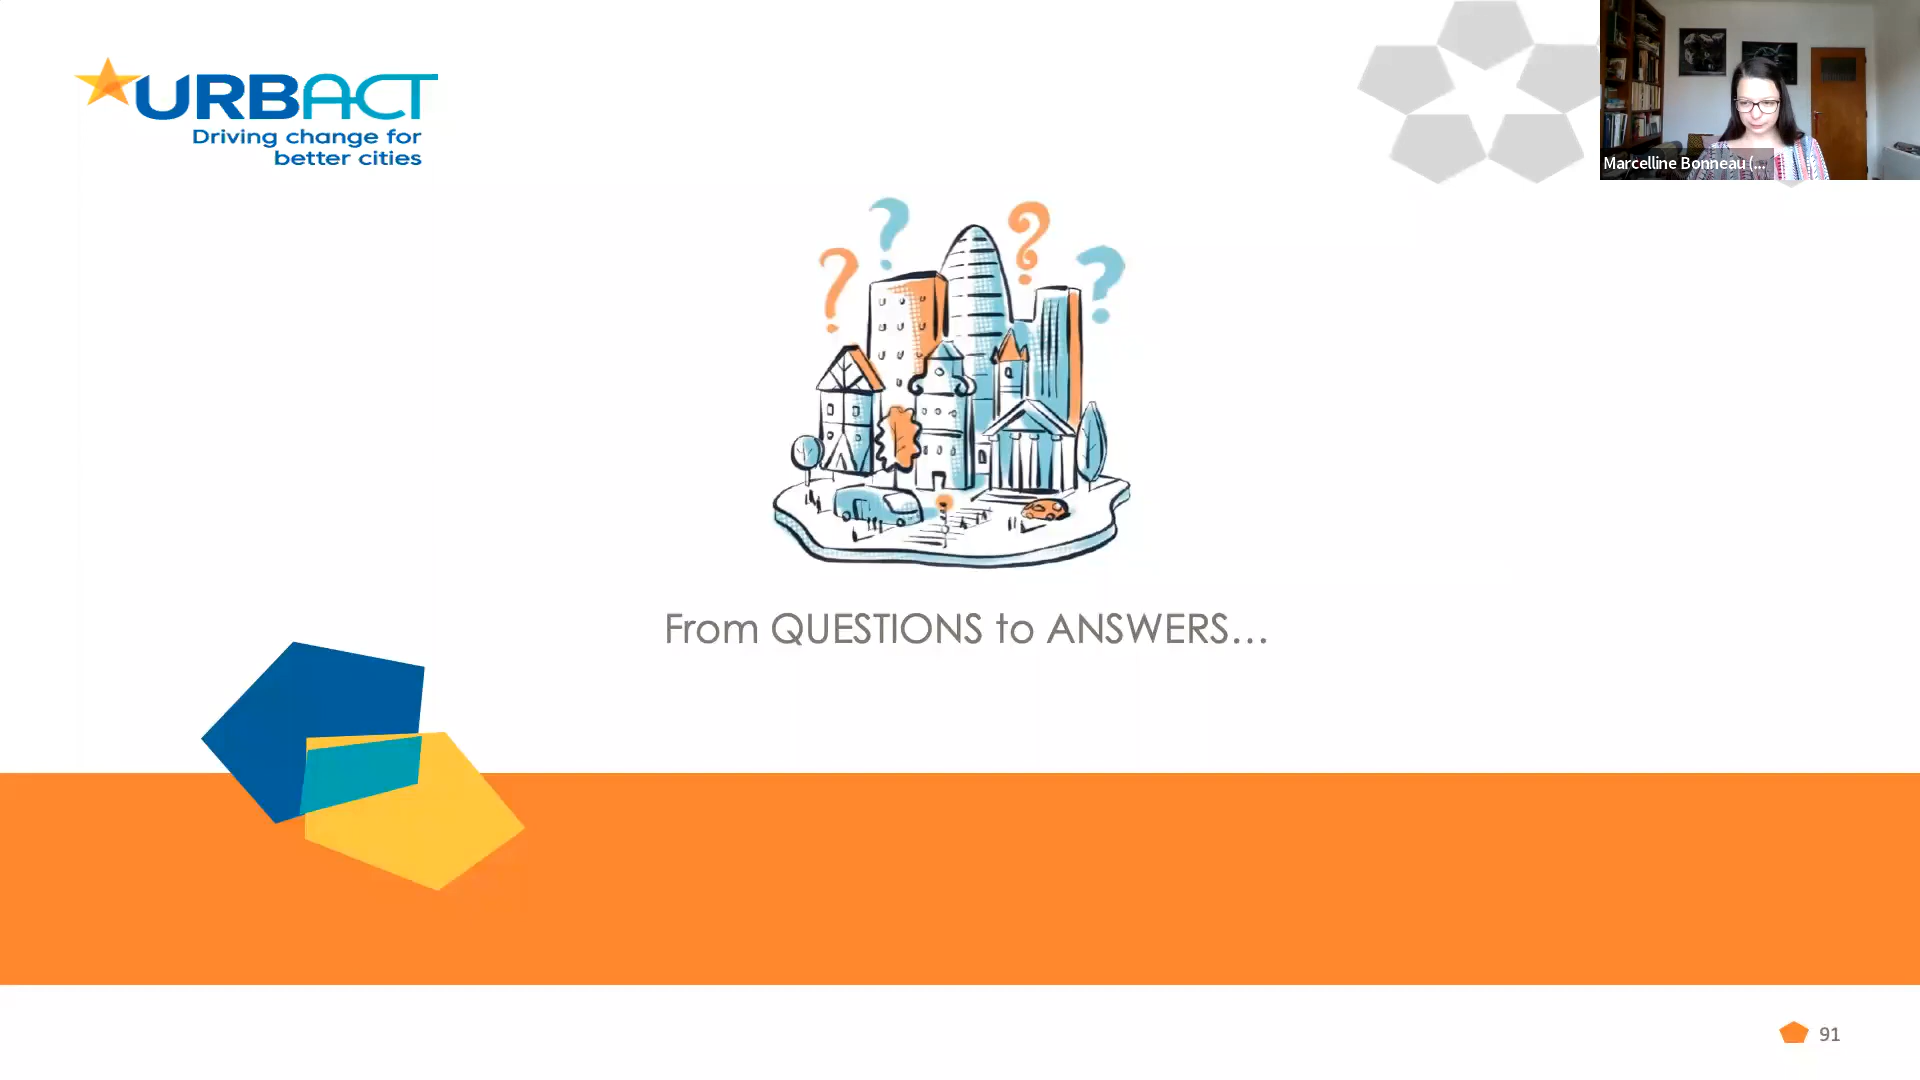 URBACT
Driving change for
better cities
Marcelline Bonneau (...
? ? ? ?
From QUESTIONS to ANSWERS...
91